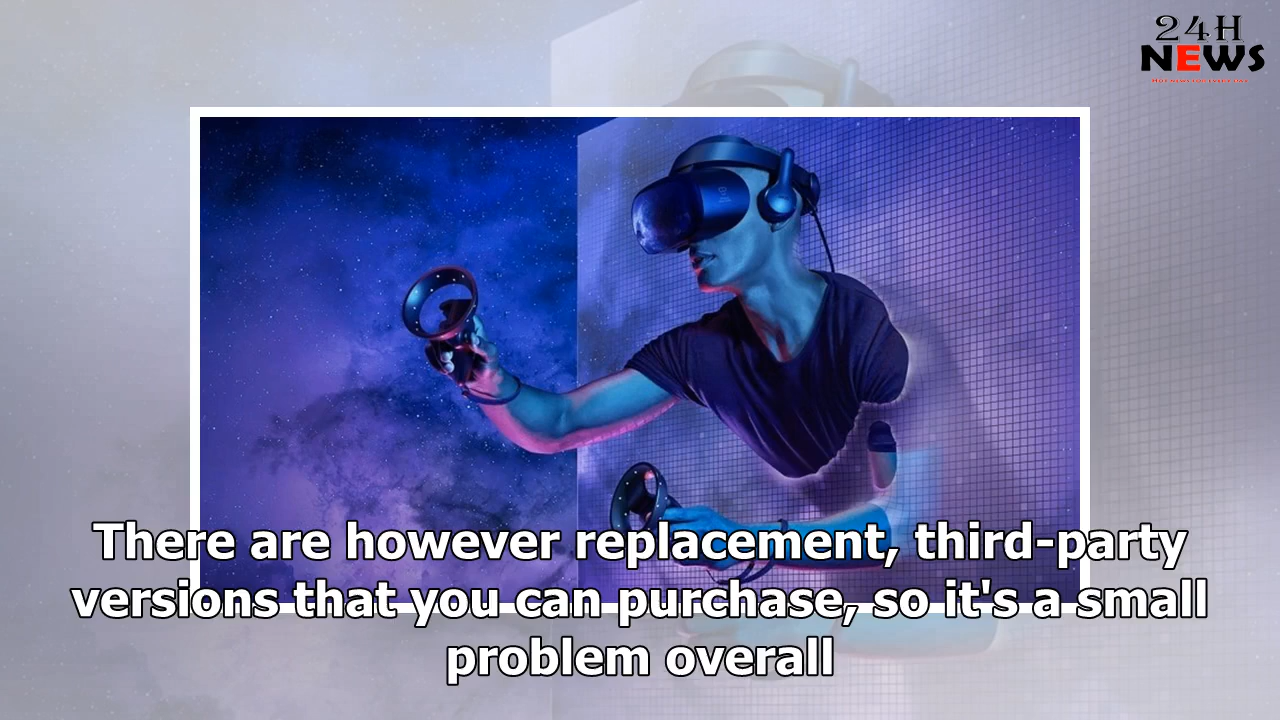 24H
NEWS
There are however replacement, third-party
versions that you can purchase, so it's a small
problem overall